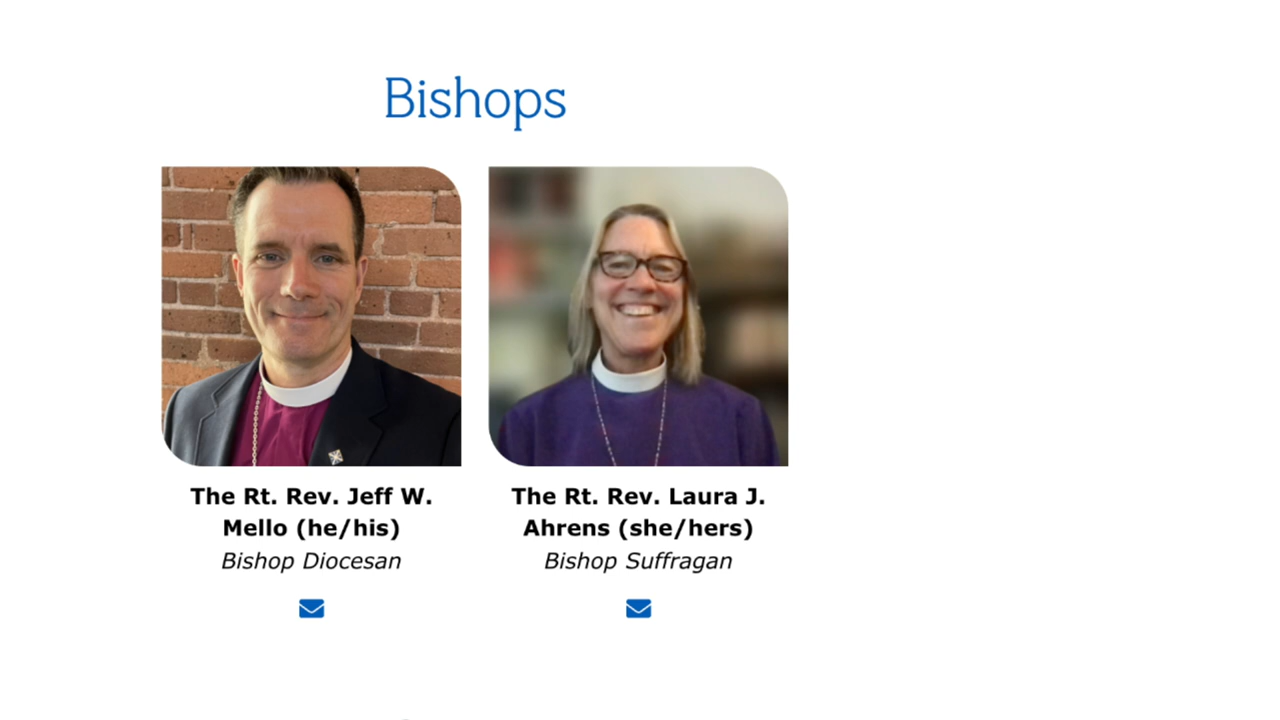 Bishops
The Rt. Rev. Jeff W.
Mello (he/his)
Bishop Diocesan
The Rt. Rev. Laura J.
Ahrens (she/hers)
Bishop Suffragan